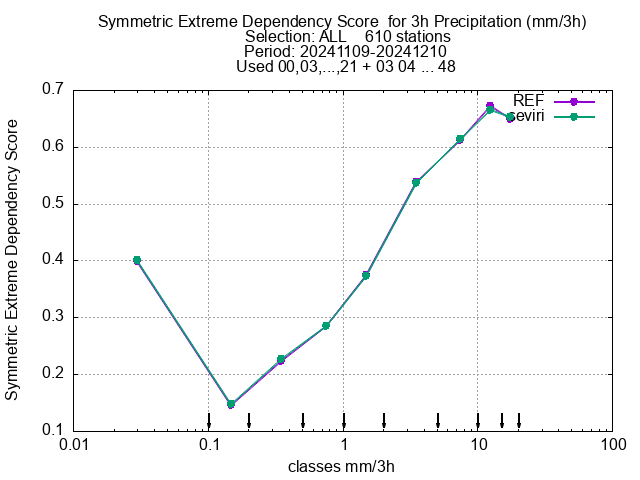 Symmetric Extreme Dependency Score  for 3h Precipitation (mm/3h)
Selection: ALL    610 stations
Period: 20241109-20241210
Used 00,03,...,21 + 03 04 ... 48
REF
seviri
Symmetric Extreme Dependency Score
0.7
0.6
0.5
0.4
0.3
0.2
0.1
0.01
0.1
1
10
100
classes mm/3h